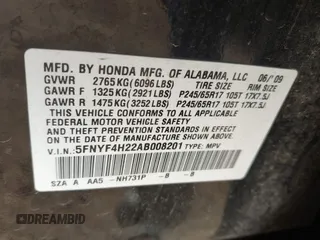 MFD. BY HONDA MFG. OF ALABAMA, LLC 06/09
GVWR 2765KG(6096LBS) TIRE SIZE RIM SIZE
GAWR F 1325KG(2921LBS) P245/65R17 105T 17X7.5J
GAWR R 1475KG(3252LBS) P245/65R17 105T 17X7.5J
THIS VEHICLE CONFORMS TO ALL APPLICABLE
FEDERAL MOTOR VEHICLE SAFETY AND
THEFT PREVENTION STANDARDS IN EFFECT ON THE
DATE OF MANUFACTURE SHOWN ABOVE.
V.I.N.: 5FNYF4H22AB008201 TYPE: MPV
SZA A AA5 -NH731P -B -B
DREAMBID